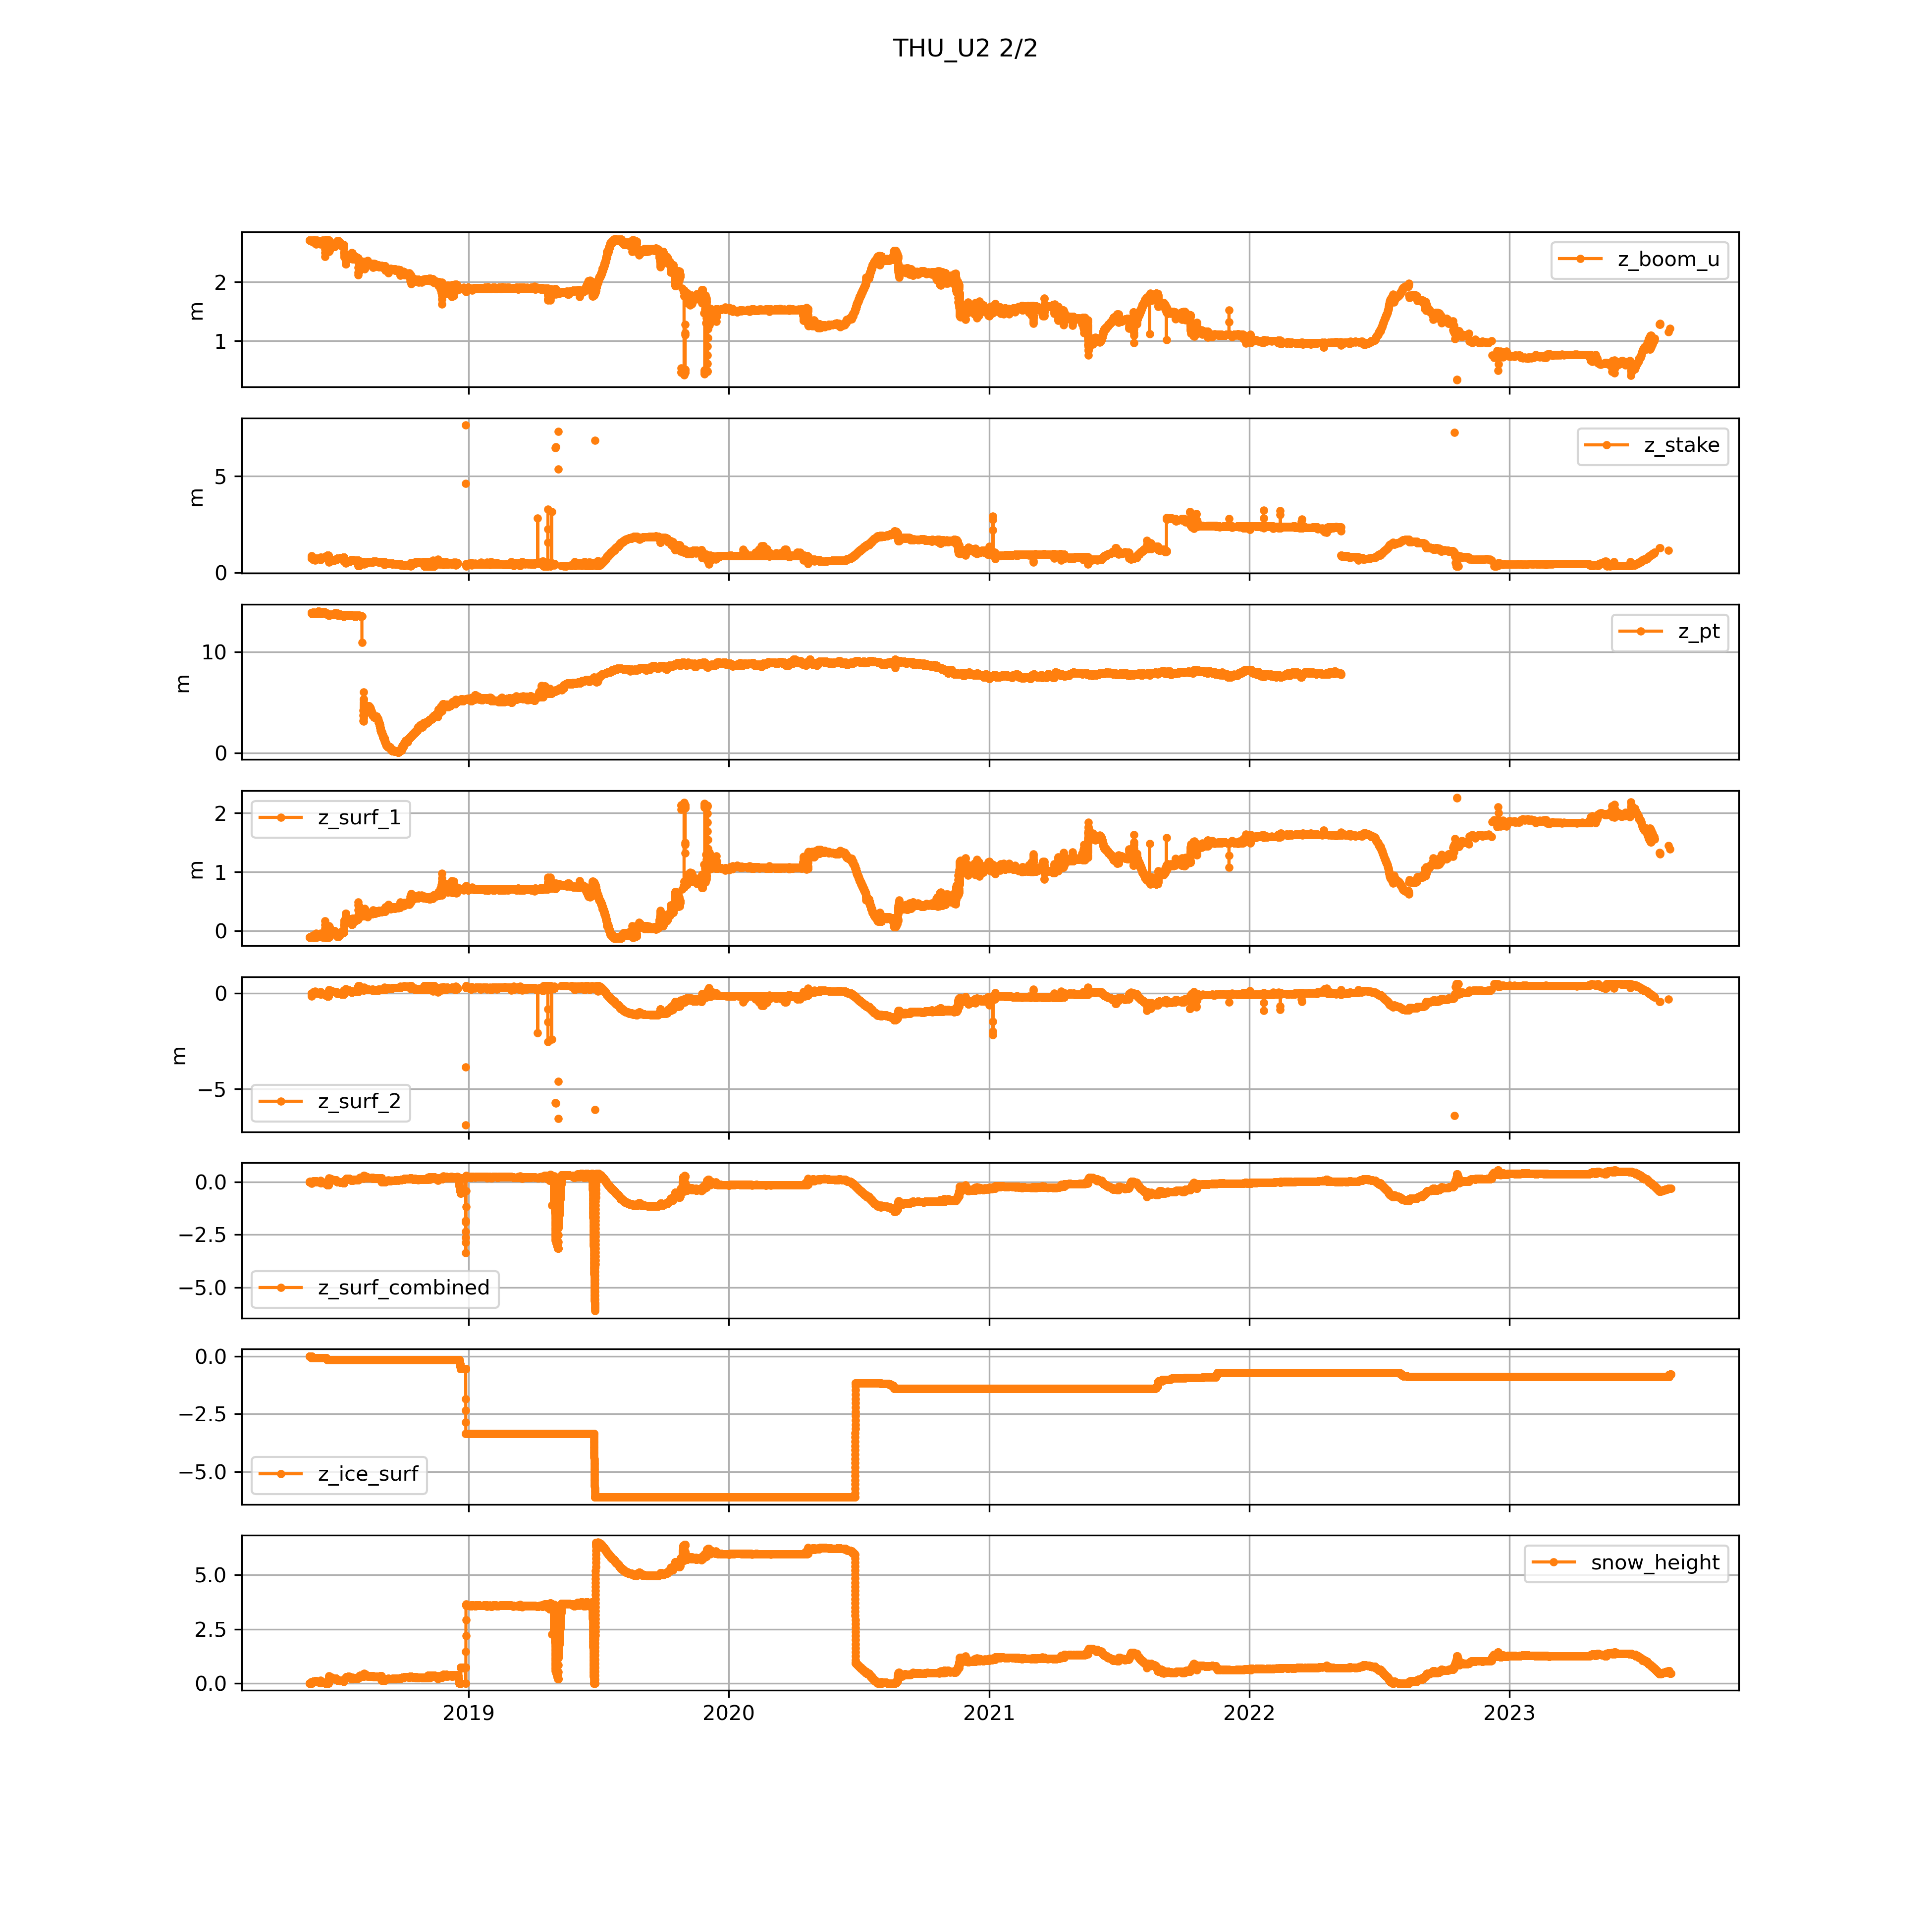 THU_U2 2/2
z_boom_u
2
1
m
z_stake
5
0
m
z_pt
10
0
m
z_surf_1
2
1
0
m
z_surf_2
0
−5
m
z_surf_combined
0.0
−2.5
−5.0
z_ice_surf
0.0
−2.5
−5.0
snow_height
5.0
2.5
0.0
2019 2020 2021 2022 2023